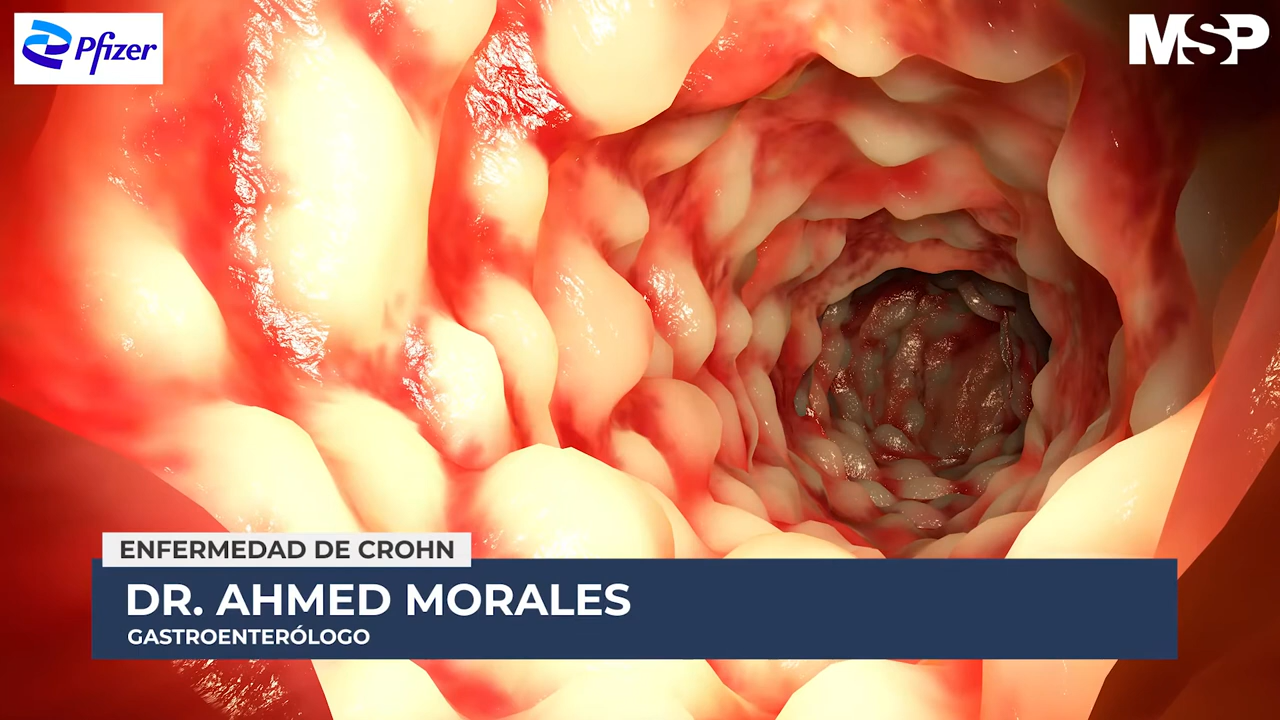 Pfizer
MSP
ENFERMEDAD DE CROHN
DR. AHMED MORALES
GASTROENTERÓLOGO